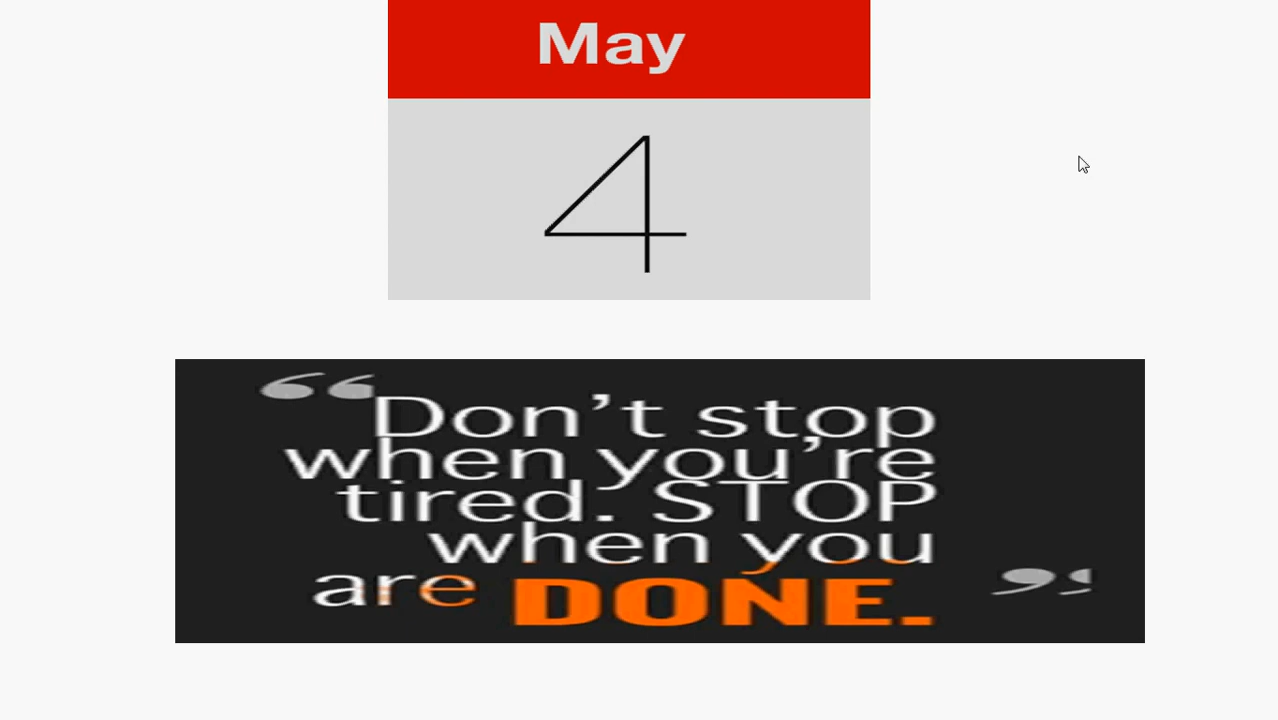 May
4
“Don’t stop
when you’re
tired. STOP
when you
are DONE.”